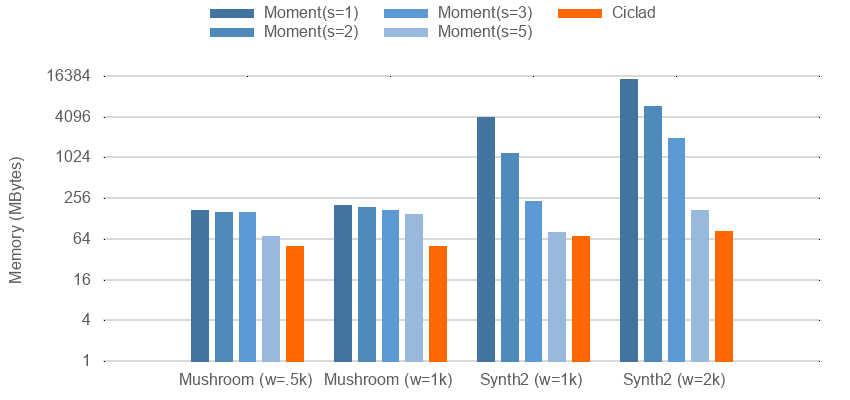 Moment(s=1) Moment(s=3) Ciclad
Moment(s=2) Moment(s=5)
16384
4096
1024
256
64
16
4
1
Memory (MBytes)
Mushroom (w=.5k) Mushroom (w=1k) Synth2 (w=1k) Synth2 (w=2k)